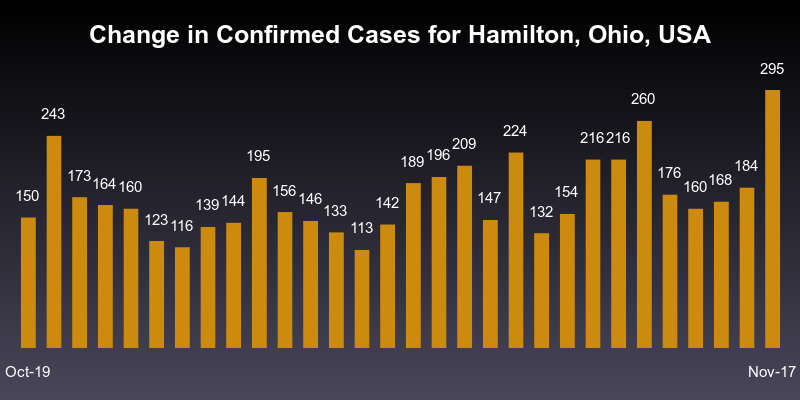 Change in Confirmed Cases for Hamilton, Ohio, USA
150 243 173 164 160 123 116 139 144 195 156 146 133 113 142 189 196 209 147 224 132 154 216 216 260 176 160 168 184 295
Oct-19 Nov-17